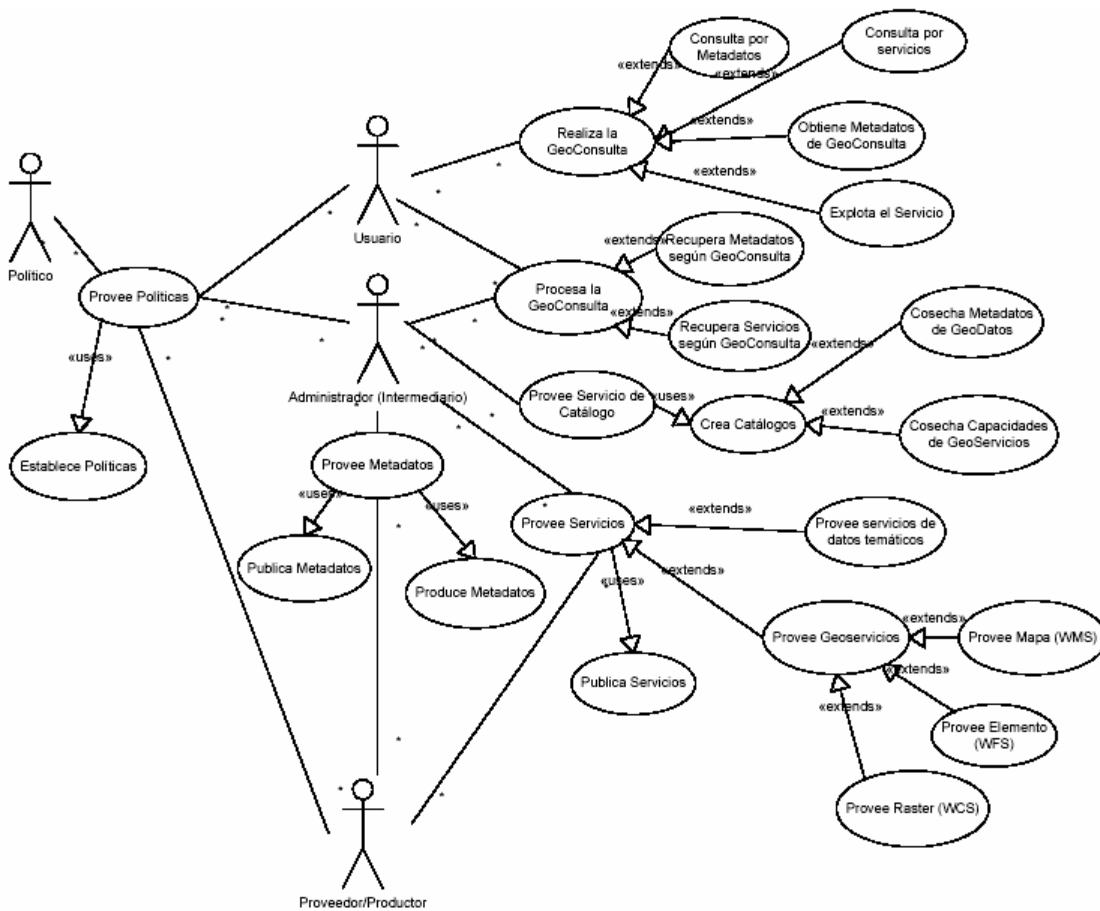 Consulta por
Metadatos
Consulta por
servicios
«extends»
«extends»
Realiza la
GeoConsulta
«extends»
Obtiene Metadatos
de GeoConsulta
«extends»
Explota el Servicio
Político
Usuario
Provee Políticas
«uses»
Establece Políticas
«extends»
Recupera Metadatos
según GeoConsulta
Procesa la
GeoConsulta
«extends»
Recupera Servicios
según GeoConsulta
Cosecha Metadatos
de GeoDatos
«extends»
Administrador (Intermediario)
Provee Servicio de
Catálogo
«uses»
Crea Catálogos
«extends»
Cosecha Capacidades
de GeoServicios
Provee Metadatos
«uses»
«uses»
Publica Metadatos
Produce Metadatos
Provee Servicios
«extends»
Provee servicios de
datos temáticos
«uses»
«extends»
Publica Servicios
Provee Geoservicios
«extends»
Provee Mapa (WMS)
«extends»
Provee Elemento
(WFS)
«extends»
Provee Raster (WCS)
Proveedor/Productor